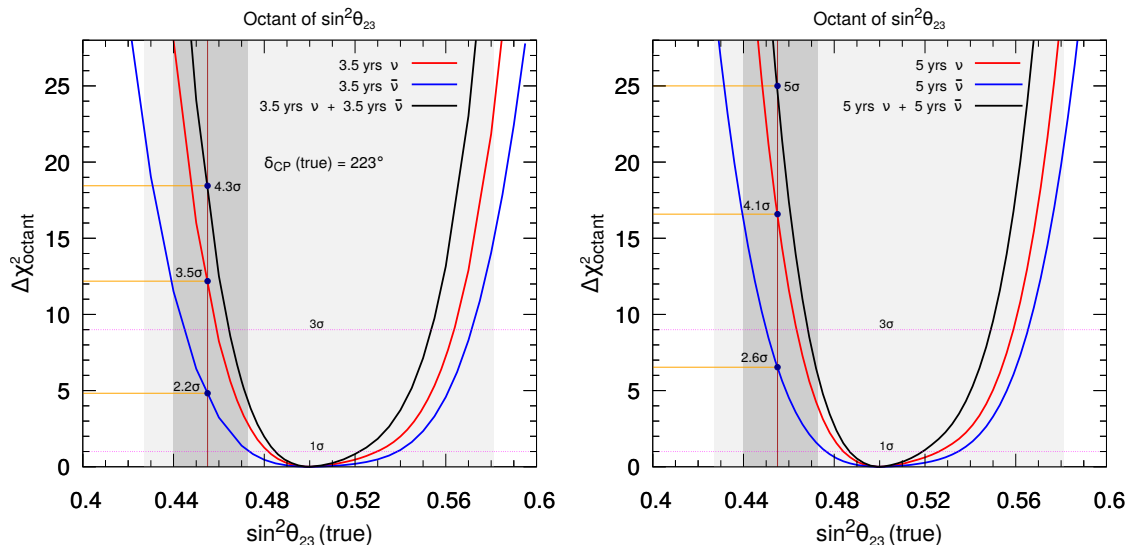 Octant of sin²θ₂₃
25
20
15
10
5
0
Δχ²octant
3.5 yrs ν
3.5 yrs ν̄
3.5 yrs ν + 3.5 yrs ν̄
δCP (true) = 223°
4.3σ
3.5σ
3σ
2.2σ
1σ
0.4 0.44 0.48 0.52 0.56 0.6
sin²θ₂₃ (true)
Octant of sin²θ₂₃
25
20
15
10
5
0
Δχ²octant
5 yrs ν
5 yrs ν̄
5 yrs ν + 5 yrs ν̄
5σ
4.1σ
3σ
2.6σ
1σ
0.4 0.44 0.48 0.52 0.56 0.6
sin²θ₂₃ (true)